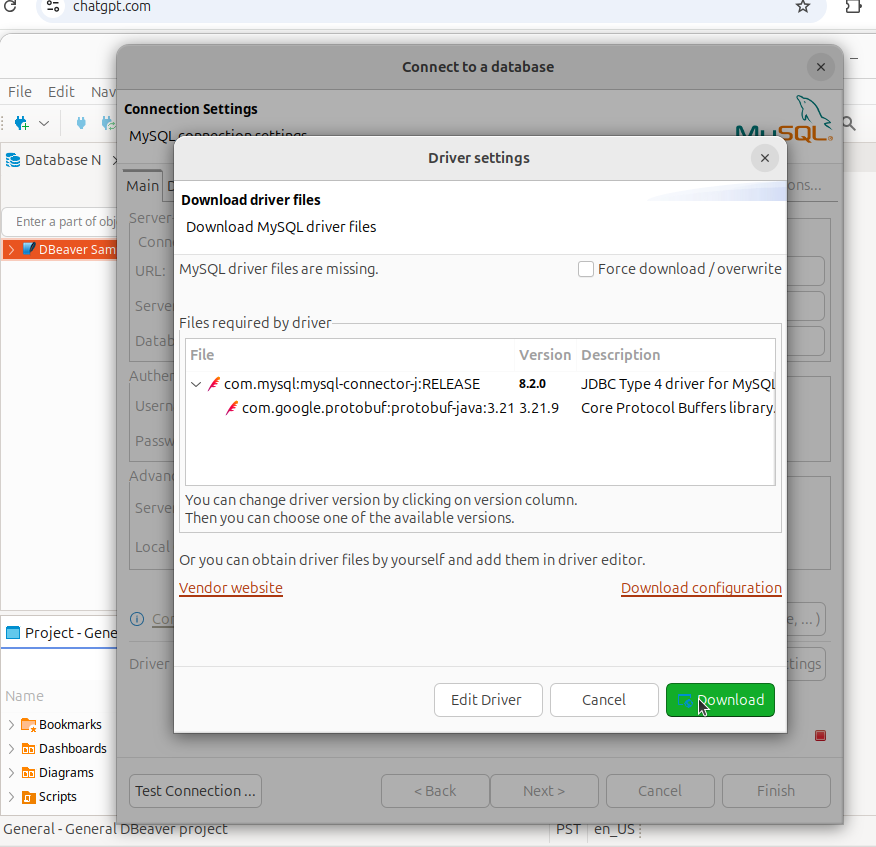 chatgpt.com
Connect to a database
File Edit Nav
Connection Settings
MySQL connection settings
MySQL
Database N
Driver settings
Main D
ons...
Download driver files
Download MySQL driver files
Enter a part of obj
Server
DBeaver Sam
Conne
MySQL driver files are missing.
Force download / overwrite
URL:
Server
Datab
Files required by driver
File Version Description
com.mysql:mysql-connector-j:RELEASE 8.2.0 JDBC Type 4 driver for MySQL
com.google.protobuf:protobuf-java:3.21 3.21.9 Core Protocol Buffers library.
Authen
Usern
Passw
Advan
Server
Local
You can change driver version by clicking on version column.
Then you can choose one of the available versions.
Or you can obtain driver files by yourself and add them in driver editor.
Vendor website
Download configuration
Con
e, ... )
Project - Gene
Driver
ttings
Name
Edit Driver Cancel Download
Bookmarks
Dashboards
Diagrams
Scripts
Test Connection ... < Back Next > Cancel Finish
General - General DBeaver project
PST en_US